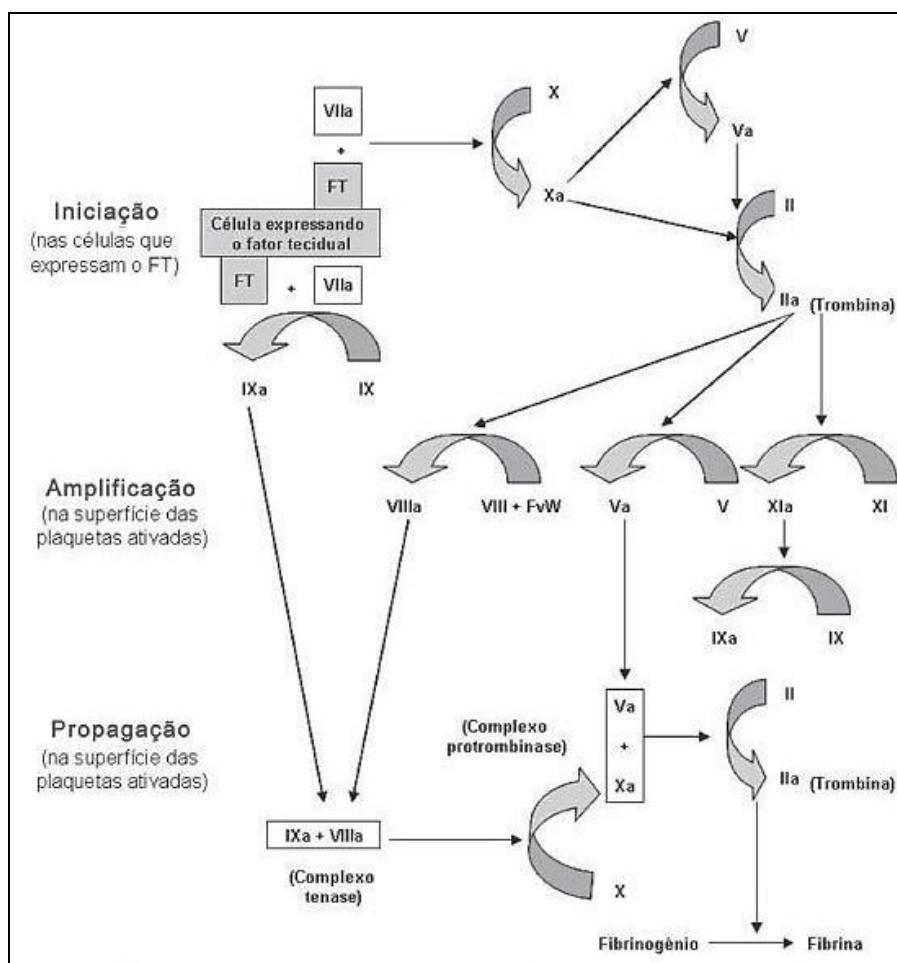 V
X
VIIa
+
Va
FT
Xa
II
Iniciação
(nas células que
expressam o FT)
Célula expressando
o fator tecidual
FT
+
VIIa
IIa (Trombina)
IXa
IX
Amplificação
(na superfície das
plaquetas ativadas)
VIIIa
VIII + FvW
Va
V
XIa
XI
IXa
IX
Propagação
(na superfície das
plaquetas ativadas)
(Complexo
protrombinase)
Va
+
Xa
II
IIa (Trombina)
IXa + VIIIa
(Complexo
tenase)
X
Fibrinogênio
Fibrina